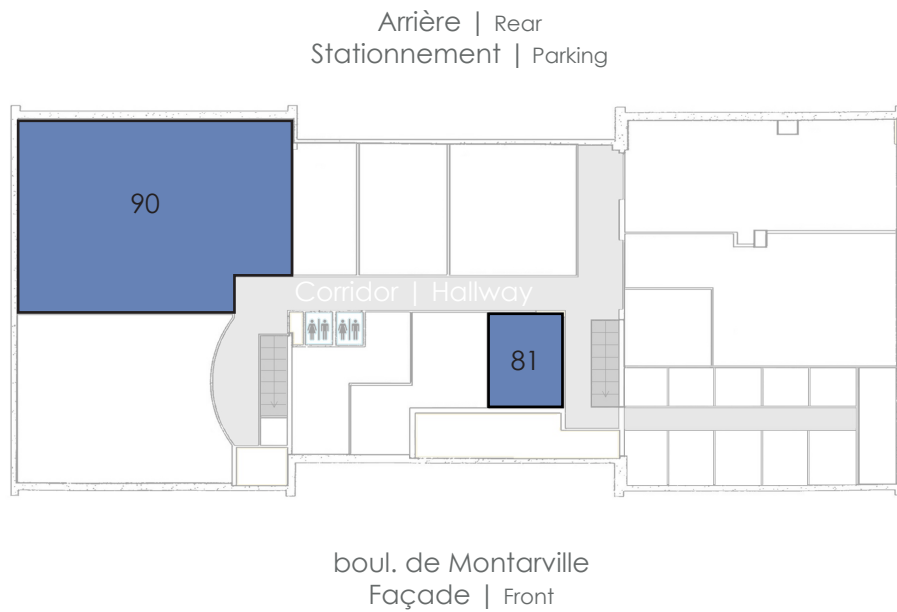 Arrière | Rear
Stationnement | Parking
90
Corridor | Hallway
81
boul. de Montarville
Façade | Front